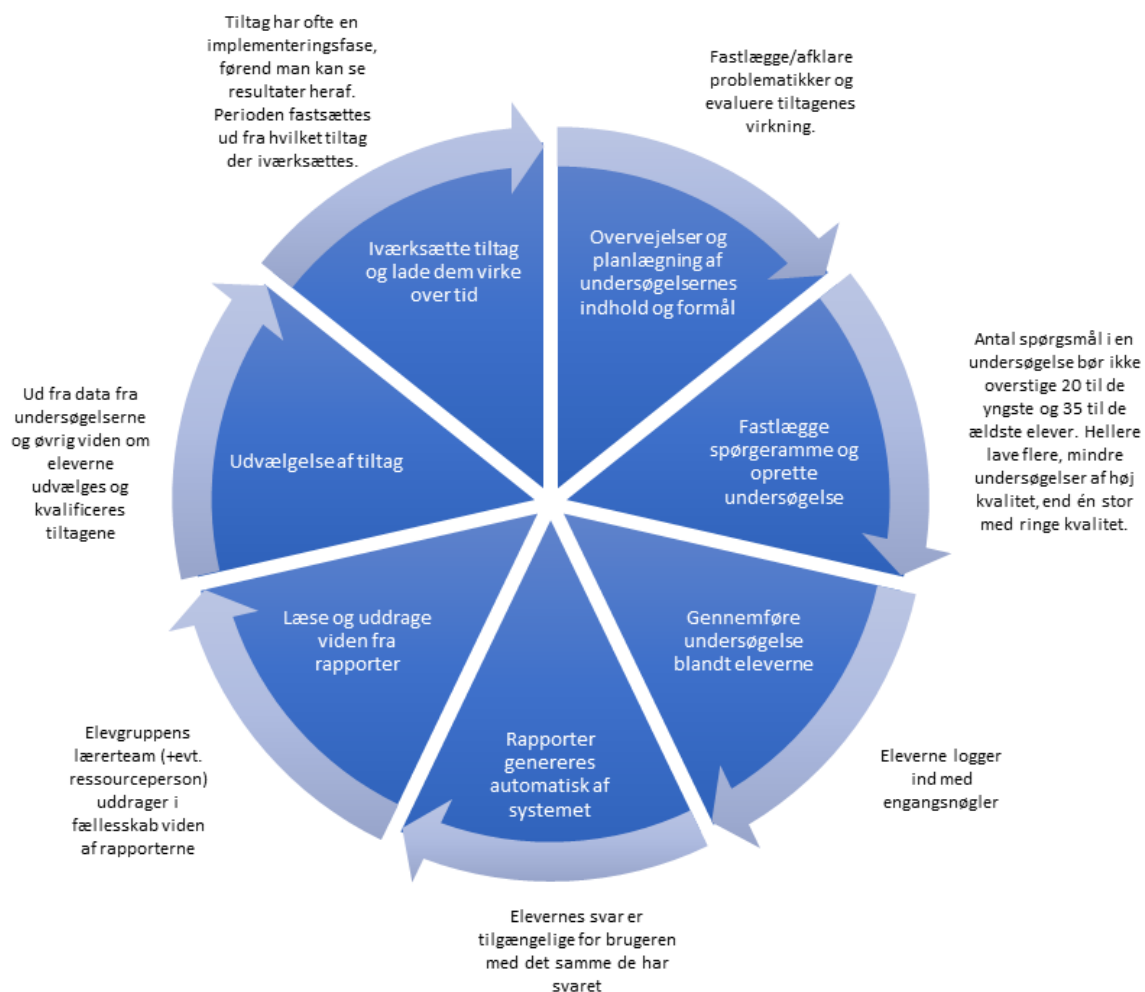 Tiltag har ofte en
implementeringsfase,
førend man kan se
resultater heraf.
Perioden fastsættes
ud fra hvilket tiltag
der iværksættes.
Fastlægge/afklare
problematikker og
evaluere tiltagenes
virkning.
Iværksætte tiltag
og lade dem virke
over tid
Overvejelser og
planlægning af
undersøgelsernes
indhold og formål
Antal spørgsmål i en
undersøgelse bør ikke
overstige 20 til de
yngste og 35 til de
ældste elever. Hellere
lave flere, mindre
undersøgelser af høj
kvalitet, end én stor
med ringe kvalitet.
Ud fra data fra
undersøgelserne
og øvrig viden om
eleverne
udvælges og
kvalificeres
tiltagene
Udvælgelse af tiltag
Fastlægge
spørgeramme og
oprette
undersøgelse
Læse og uddrage
viden fra
rapporter
Gennemføre
undersøgelse
blandt eleverne
Rapporter
genereres
automatisk af
systemet
Elevgruppens
lærerteam (+evt.
ressourceperson)
uddrager i
fællesskab viden
af rapporterne
Eleverne logger
ind med
engangsnøgler
Elevernes svar er
tilgængelige for brugeren
med det samme de har
svaret